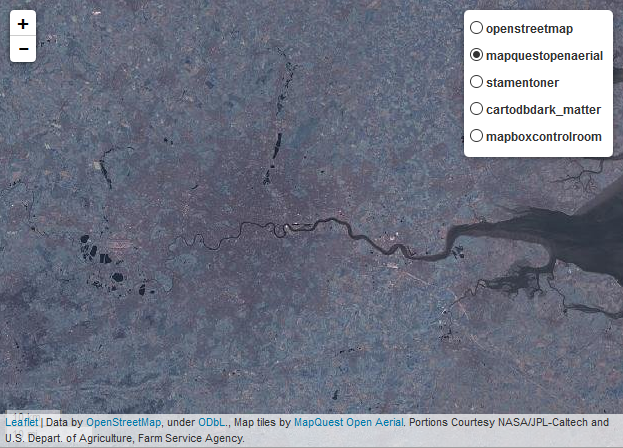 +
−
openstreetmap
mapquestopenaerial
stamentoner
cartodbdark_matter
mapboxcontrolroom
Leaflet | Data by OpenStreetMap, under ODbL., Map tiles by MapQuest Open Aerial. Portions Courtesy NASA/JPL-Caltech and
U.S. Depart. of Agriculture, Farm Service Agency.